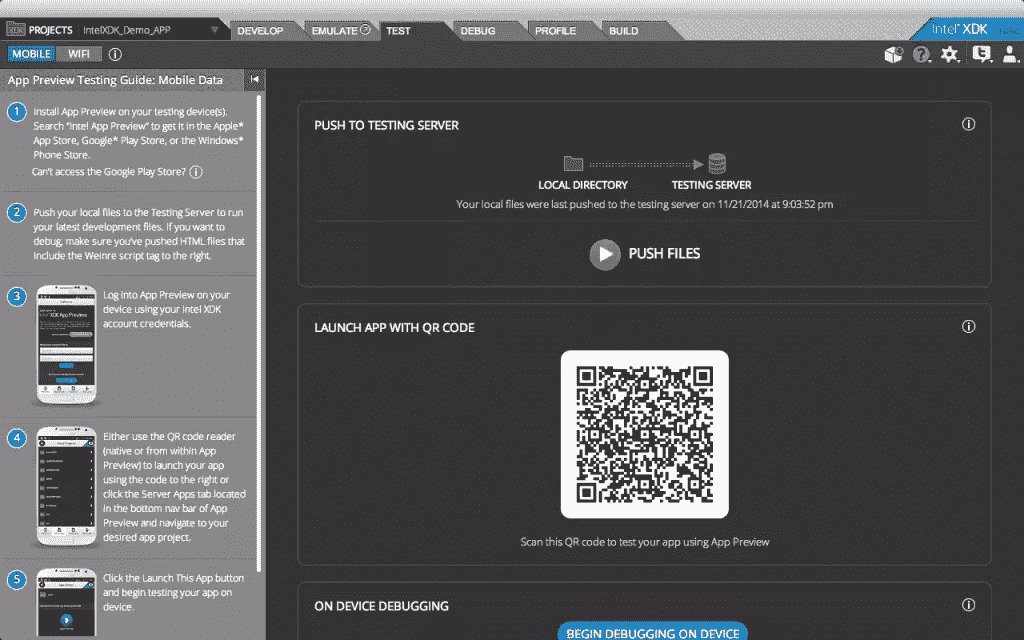 PROJECTS IntelXDK_Demo_APP
DEVELOP
EMULATE
TEST
DEBUG
PROFILE
BUILD
Intel® XDK
MOBILE
WIFI
App Preview Testing Guide: Mobile Data
1
Install App Preview on your testing device(s).
Search "Intel App Preview" to get it in the Apple*
App Store, Google* Play Store, or the Windows*
Phone Store.
Can't access the Google Play Store?
2
Push your local files to the Testing Server to run
your latest development files. If you want to
debug, make sure you've pushed HTML files that
include the Weinre script tag to the right.
3
Log into App Preview on your
device using your Intel XDK
account credentials.
4
Either use the QR code reader
(native or from within App
Preview) to launch your app
using the code to the right or
click the Server Apps tab located
in the bottom nav bar of App
Preview and navigate to your
desired app project.
5
Click the Launch This App button
and begin testing your app on
device.
PUSH TO TESTING SERVER
LOCAL DIRECTORY
TESTING SERVER
Your local files were last pushed to the testing server on 11/21/2014 at 9:03:52 pm
PUSH FILES
LAUNCH APP WITH QR CODE
Scan this QR code to test your app using App Preview
ON DEVICE DEBUGGING
BEGIN DEBUGGING ON DEVICE